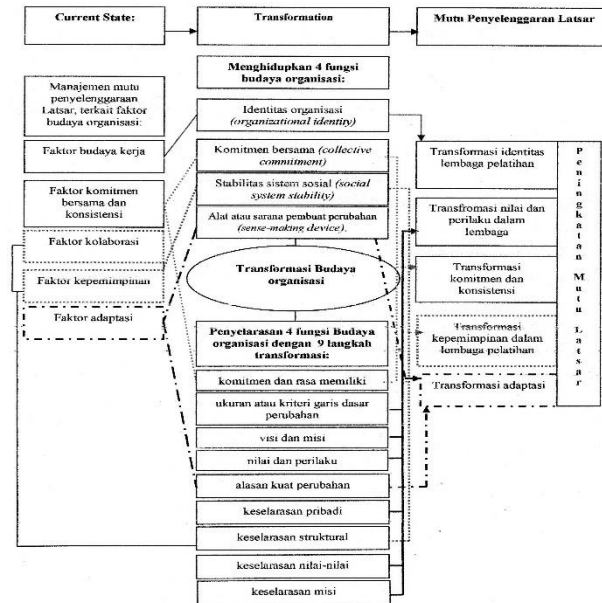 Current State:
Transformation
Mutu Penyelenggaran Latsar
Manajemen mutu
penyelenggaraan
Latsar, terkait faktor
budaya organisasi:
Faktor budaya kerja
Faktor komitmen
bersama dan
konsistensi
Faktor kolaborasi
Faktor kepemimpinan
Faktor adaptasi
Menghidupkan 4 fungsi
budaya organisasi:
Identitas organisasi
(organizational identity)
Komitmen bersama (collective
commitment)
Stabilitas sistem sosial (social
system stability)
Alat atau sarana pembuat perubahan
(sense-making device).
Transformasi Budaya
organisasi
Penyelarasan 4 fungsi Budaya
organisasi dengan 9 langkah
transformasi:
komitmen dan rasa memiliki
ukuran atau kriteri garis dasar
perubahan
visi dan misi
nilai dan perilaku
alasan kuat perubahan
keselarasan pribadi
keselarasan struktural
keselarasan nilai-nilai
keselarasan misi
Transformasi identitas
lembaga pelatihan
Transfromasi nilai dan
perilaku dalam
lembaga
Transformasi
komitmen dan
konsistensi
Transformasi
kepemimpinan dalam
lembaga pelatihan
Transformasi adaptasi
Peningkatan Mutu Latsar